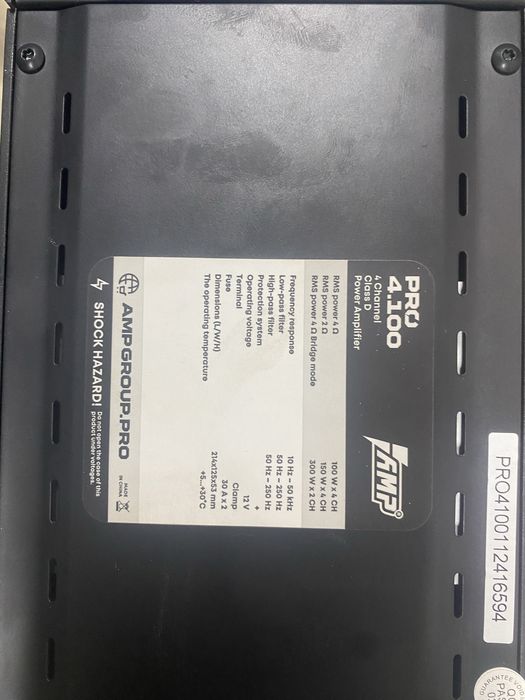 PRO
4.100
4 Channel
Class D
Power Amplifier
AMP®
RMS power 4 Ω 100 W x 4 CH
RMS power 2 Ω 150 W x 4 CH
RMS power 4 Ω Bridge mode 300 W x 2 CH
Frequency response 10 Hz – 50 kHz
Low-pass filter 50 Hz – 250 Hz
High-pass filter 50 Hz – 250 Hz
Protection system +
Operating voltage 12 V
Terminal Clamp
Fuse 30 A x 2
Dimensions (L/W/H) 214x125x53 mm
The operating temperature +5...+30°C
AMPGROUP.PRO
MADE
IN CHINA
SHOCK HAZARD!
Do not open the case of this
product under voltages.
PRO4100112416594
GUARANTEE VOID